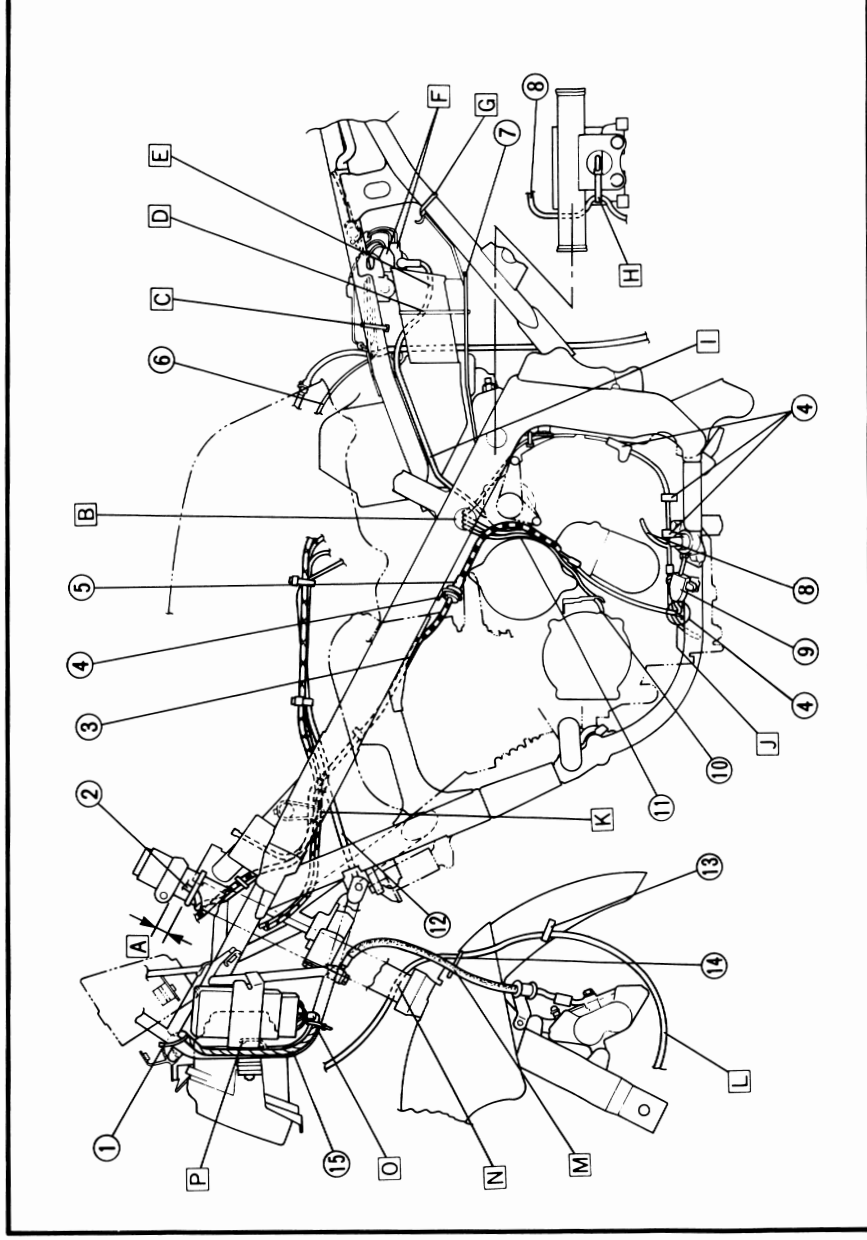 E
F
D
G
⑦
⑧
C
⑥
H
I
B
④
⑤
④
⑧
③
⑨
④
J
②
⑩
⑪
K
A
⑫
⑬
⑭
①
L
P
⑮
O
N
M